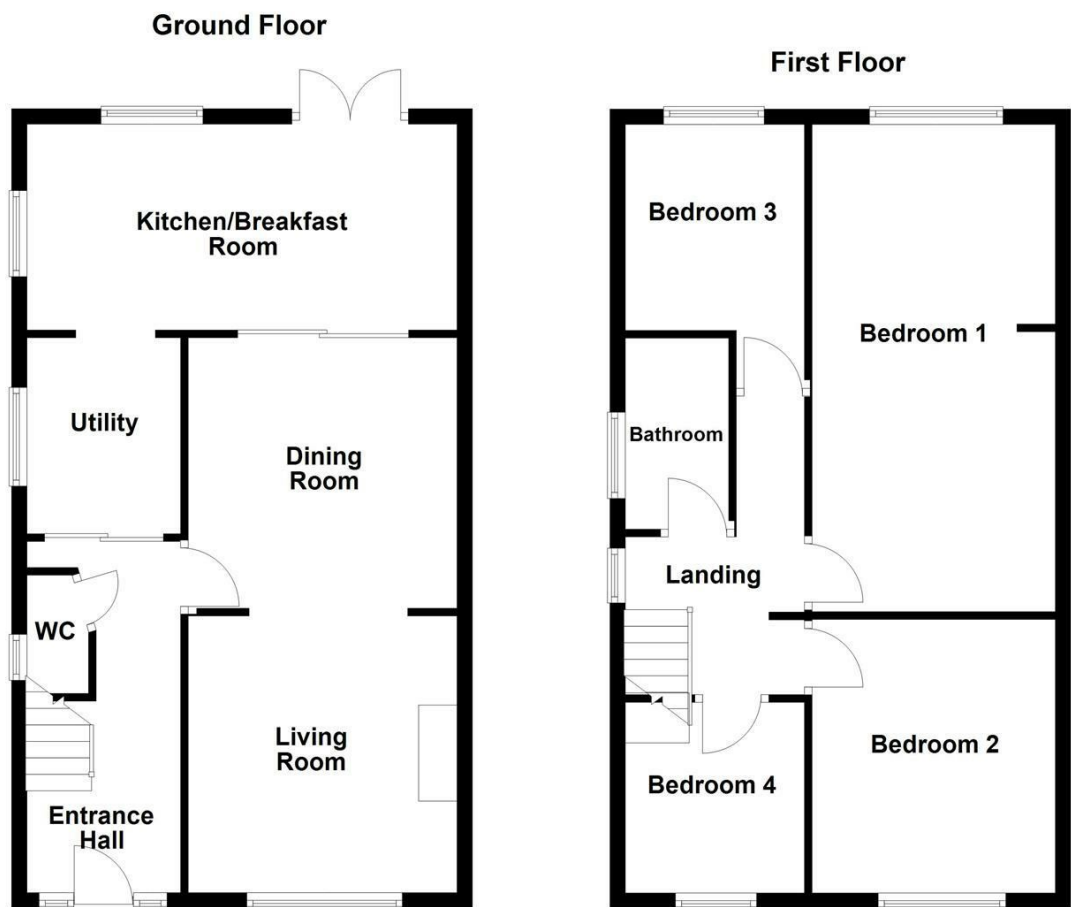 Ground Floor
Kitchen/Breakfast
Room
Utility
Dining
Room
WC
Living
Room
Entrance
Hall
First Floor
Bedroom 3
Bedroom 1
Bathroom
Landing
Bedroom 2
Bedroom 4